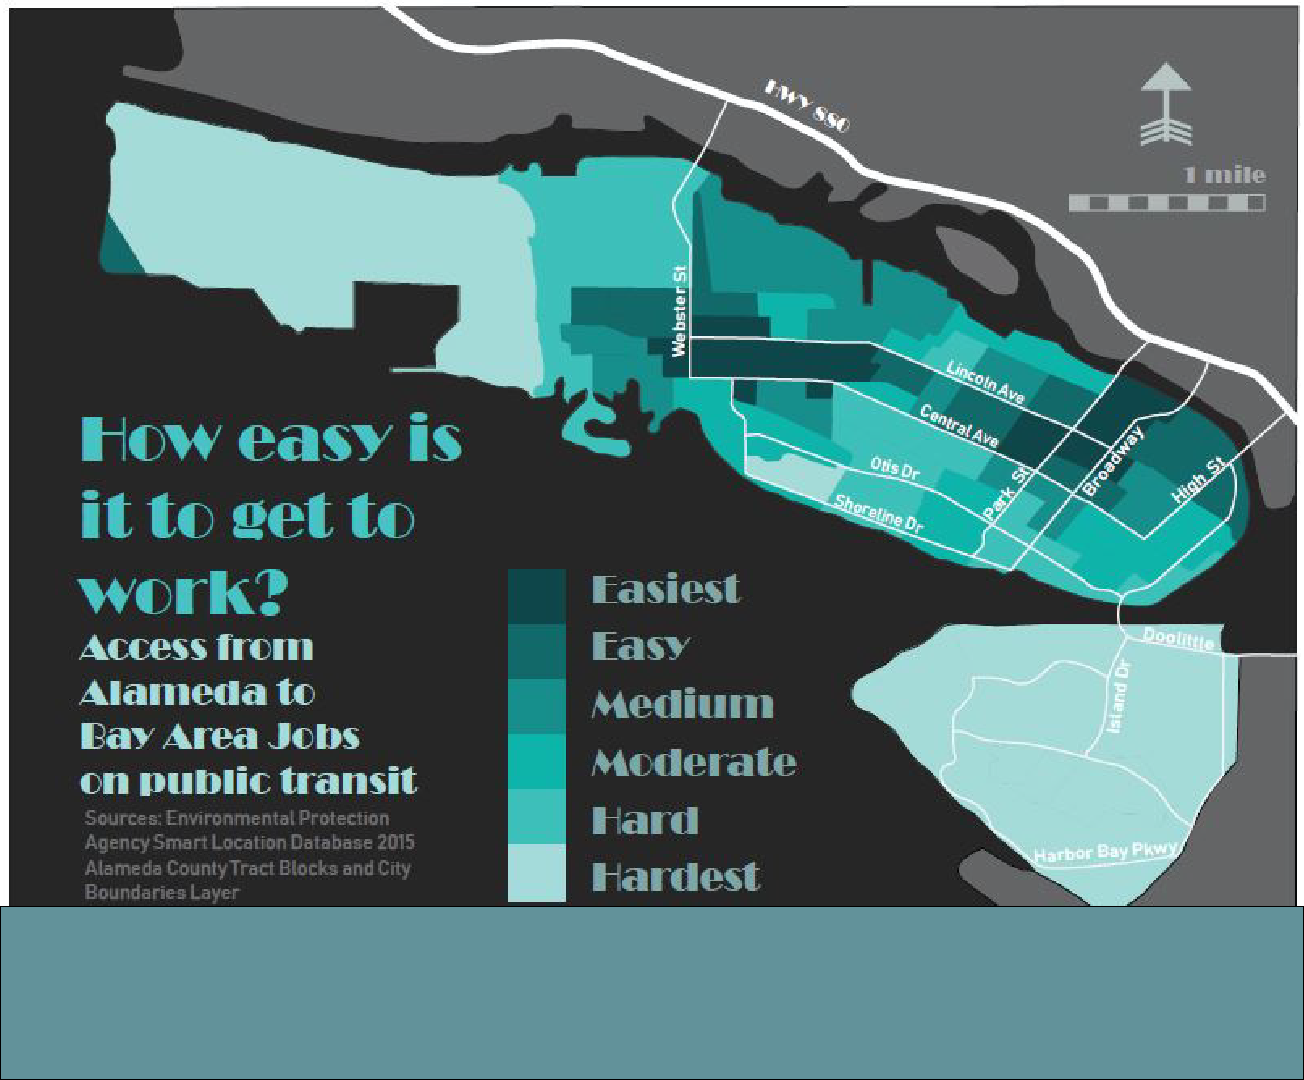 HWY 880
1 mile
Webster St
Lincoln Ave
Central Ave
Otis Dr
Park St
Broadway
High St
Shoreline Dr
How easy is
it to get to
work?
Access from
Alameda to
Bay Area Jobs
on public transit
Sources: Environmental Protection
Agency Smart Location Database 2015
Alameda County Tract Blocks and City
Boundaries Layer
Easiest
Easy
Medium
Moderate
Hard
Hardest
Doolittle
Island Dr
Harbor Bay Pkwy